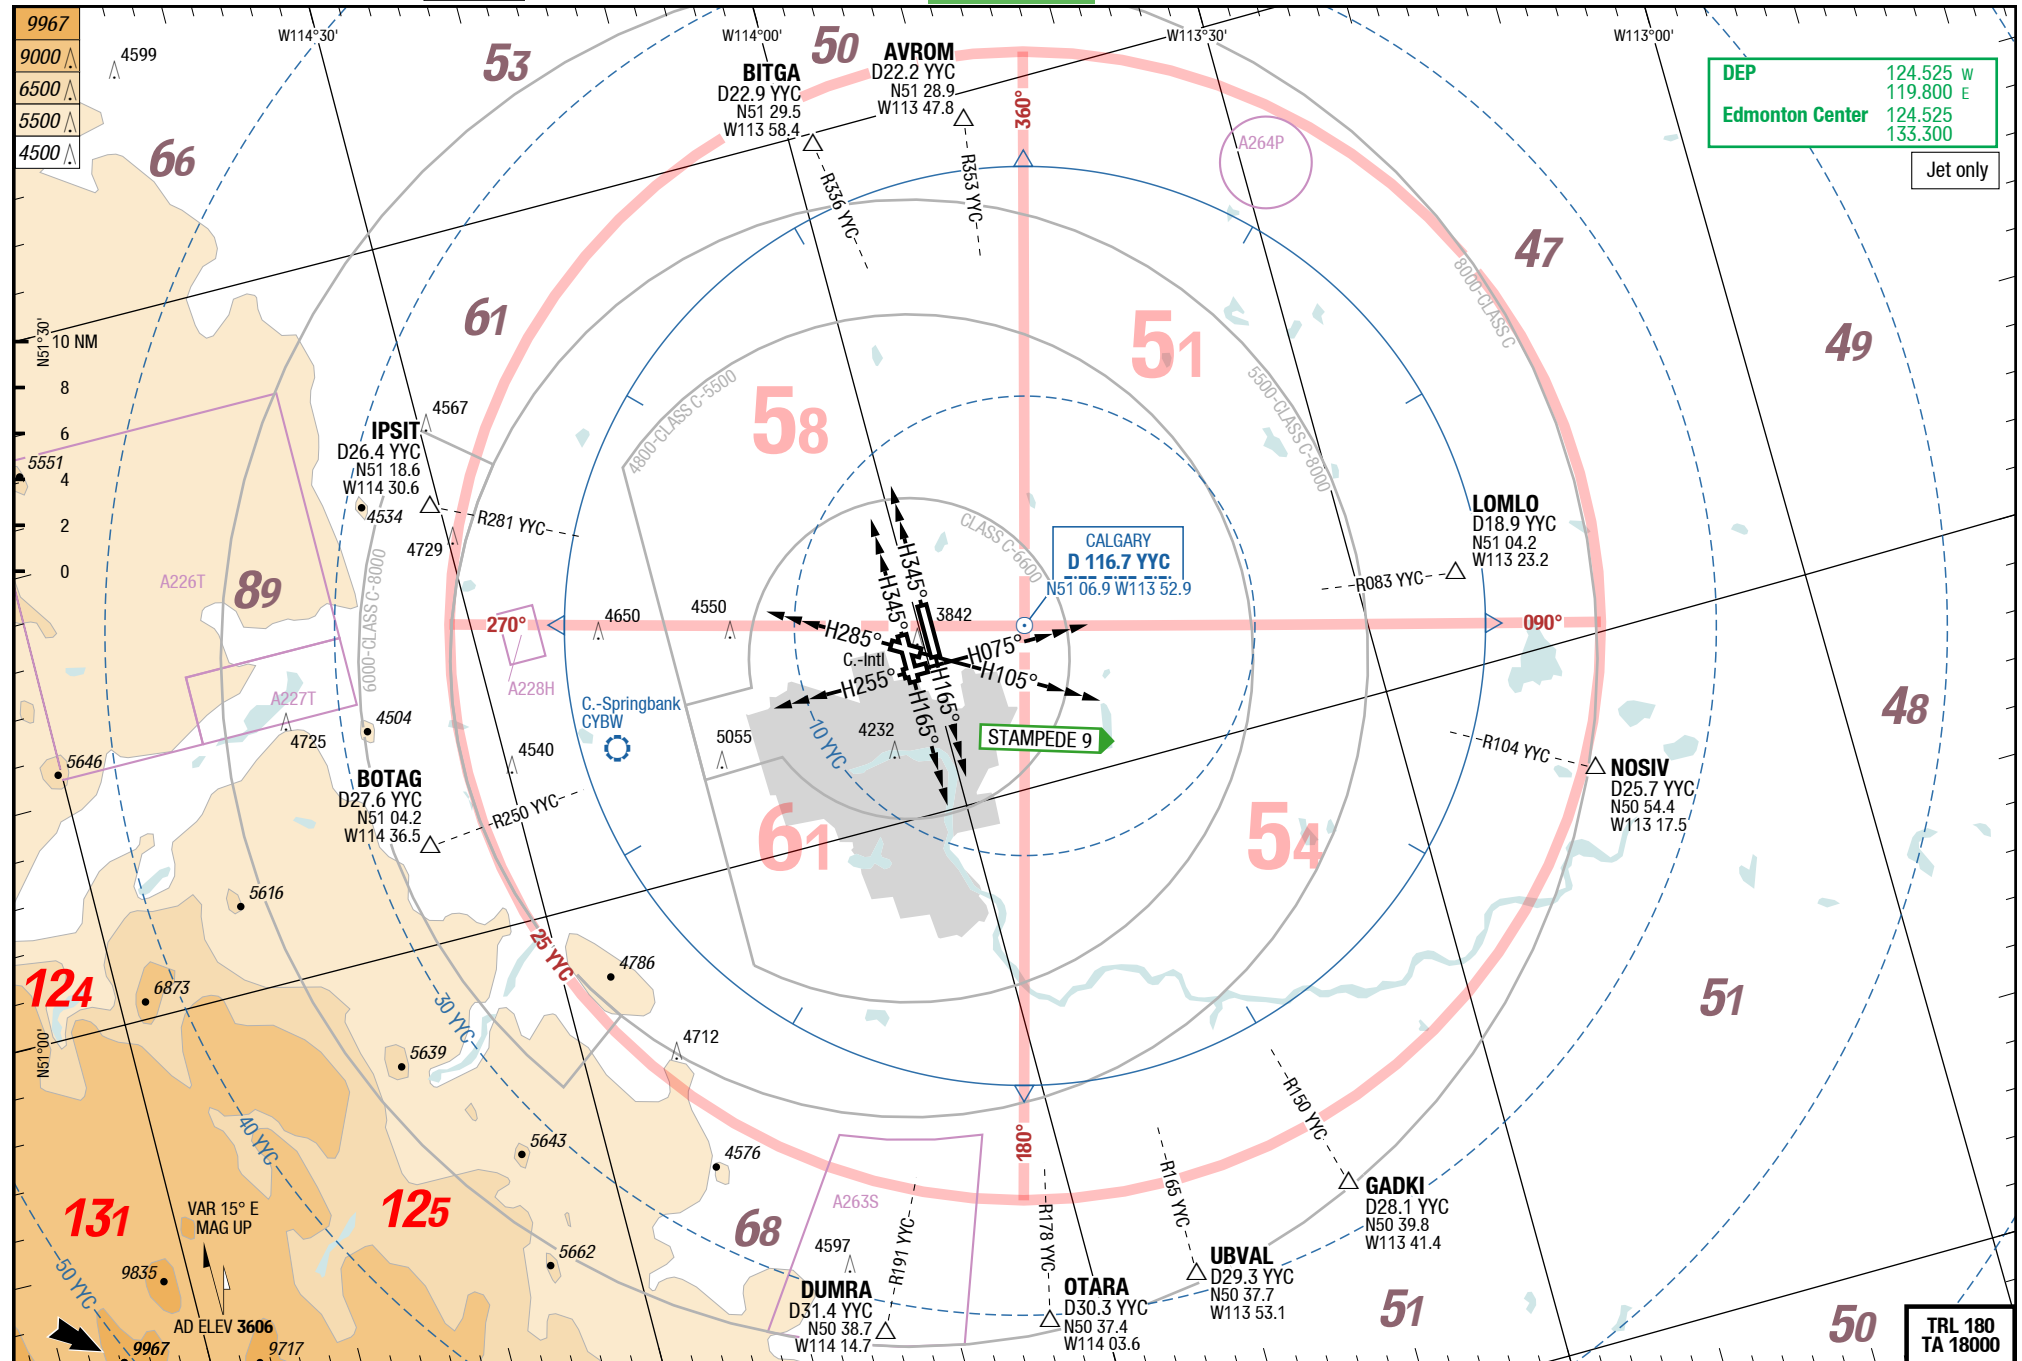 9967
9000
6500
5500
4500
4599
W114°30'
53
W114°00'
50
AVROM
D22.2 YYC
N51 28.9
W113 47.8
BITGA
D22.9 YYC
N51 29.5
W113 58.4
W113°30'
W113°00'
DEP 124.525 W
119.800 E
Edmonton Center 124.525
133.300
Jet only
66
360°
A264P
R336 YYC
R353 YYC
47
8000-CLASS C
61
N51°30'
10 NM
8
6
4
2
0
49
51
58
4800-CLASS C-5500
5500-CLASS C-8000
4567
IPSIT
D26.4 YYC
N51 18.6
W114 30.6
5551
4534
R281 YYC
4729
LOMLO
D18.9 YYC
N51 04.2
W113 23.2
R083 YYC
CLASS C-6600
CALGARY
D 116.7 YYC
N51 06.9 W113 52.9
A226T
89
6000-CLASS C-8000
270°
4650
4550
3842
090°
H345°
H345°
H285°
H075°
H105°
H255°
H165°
H165°
C.-Intl
A228H
A227T
C.-Springbank
CYBW
4725
4504
4540
5055
4232
10 YYC
STAMPEDE 9
48
R104 YYC
NOSIV
D25.7 YYC
N50 54.4
W113 17.5
5646
BOTAG
D27.6 YYC
N51 04.2
W114 36.5
R250 YYC
61
54
5616
25 YYC
4786
124
6873
30 YYC
51
N51°00'
5639
4712
40 YYC
R150 YYC
5643
4576
180°
R165 YYC
A263S
R191 YYC
R178 YYC
GADKI
D28.1 YYC
N50 39.8
W113 41.4
131
VAR 15° E
MAG UP
125
68
4597
5662
9835
50 YYC
DUMRA
D31.4 YYC
N50 38.7
W114 14.7
OTARA
D30.3 YYC
N50 37.4
W114 03.6
UBVAL
D29.3 YYC
N50 37.7
W113 53.1
51
50
AD ELEV 3606
9967
9717
TRL 180
TA 18000